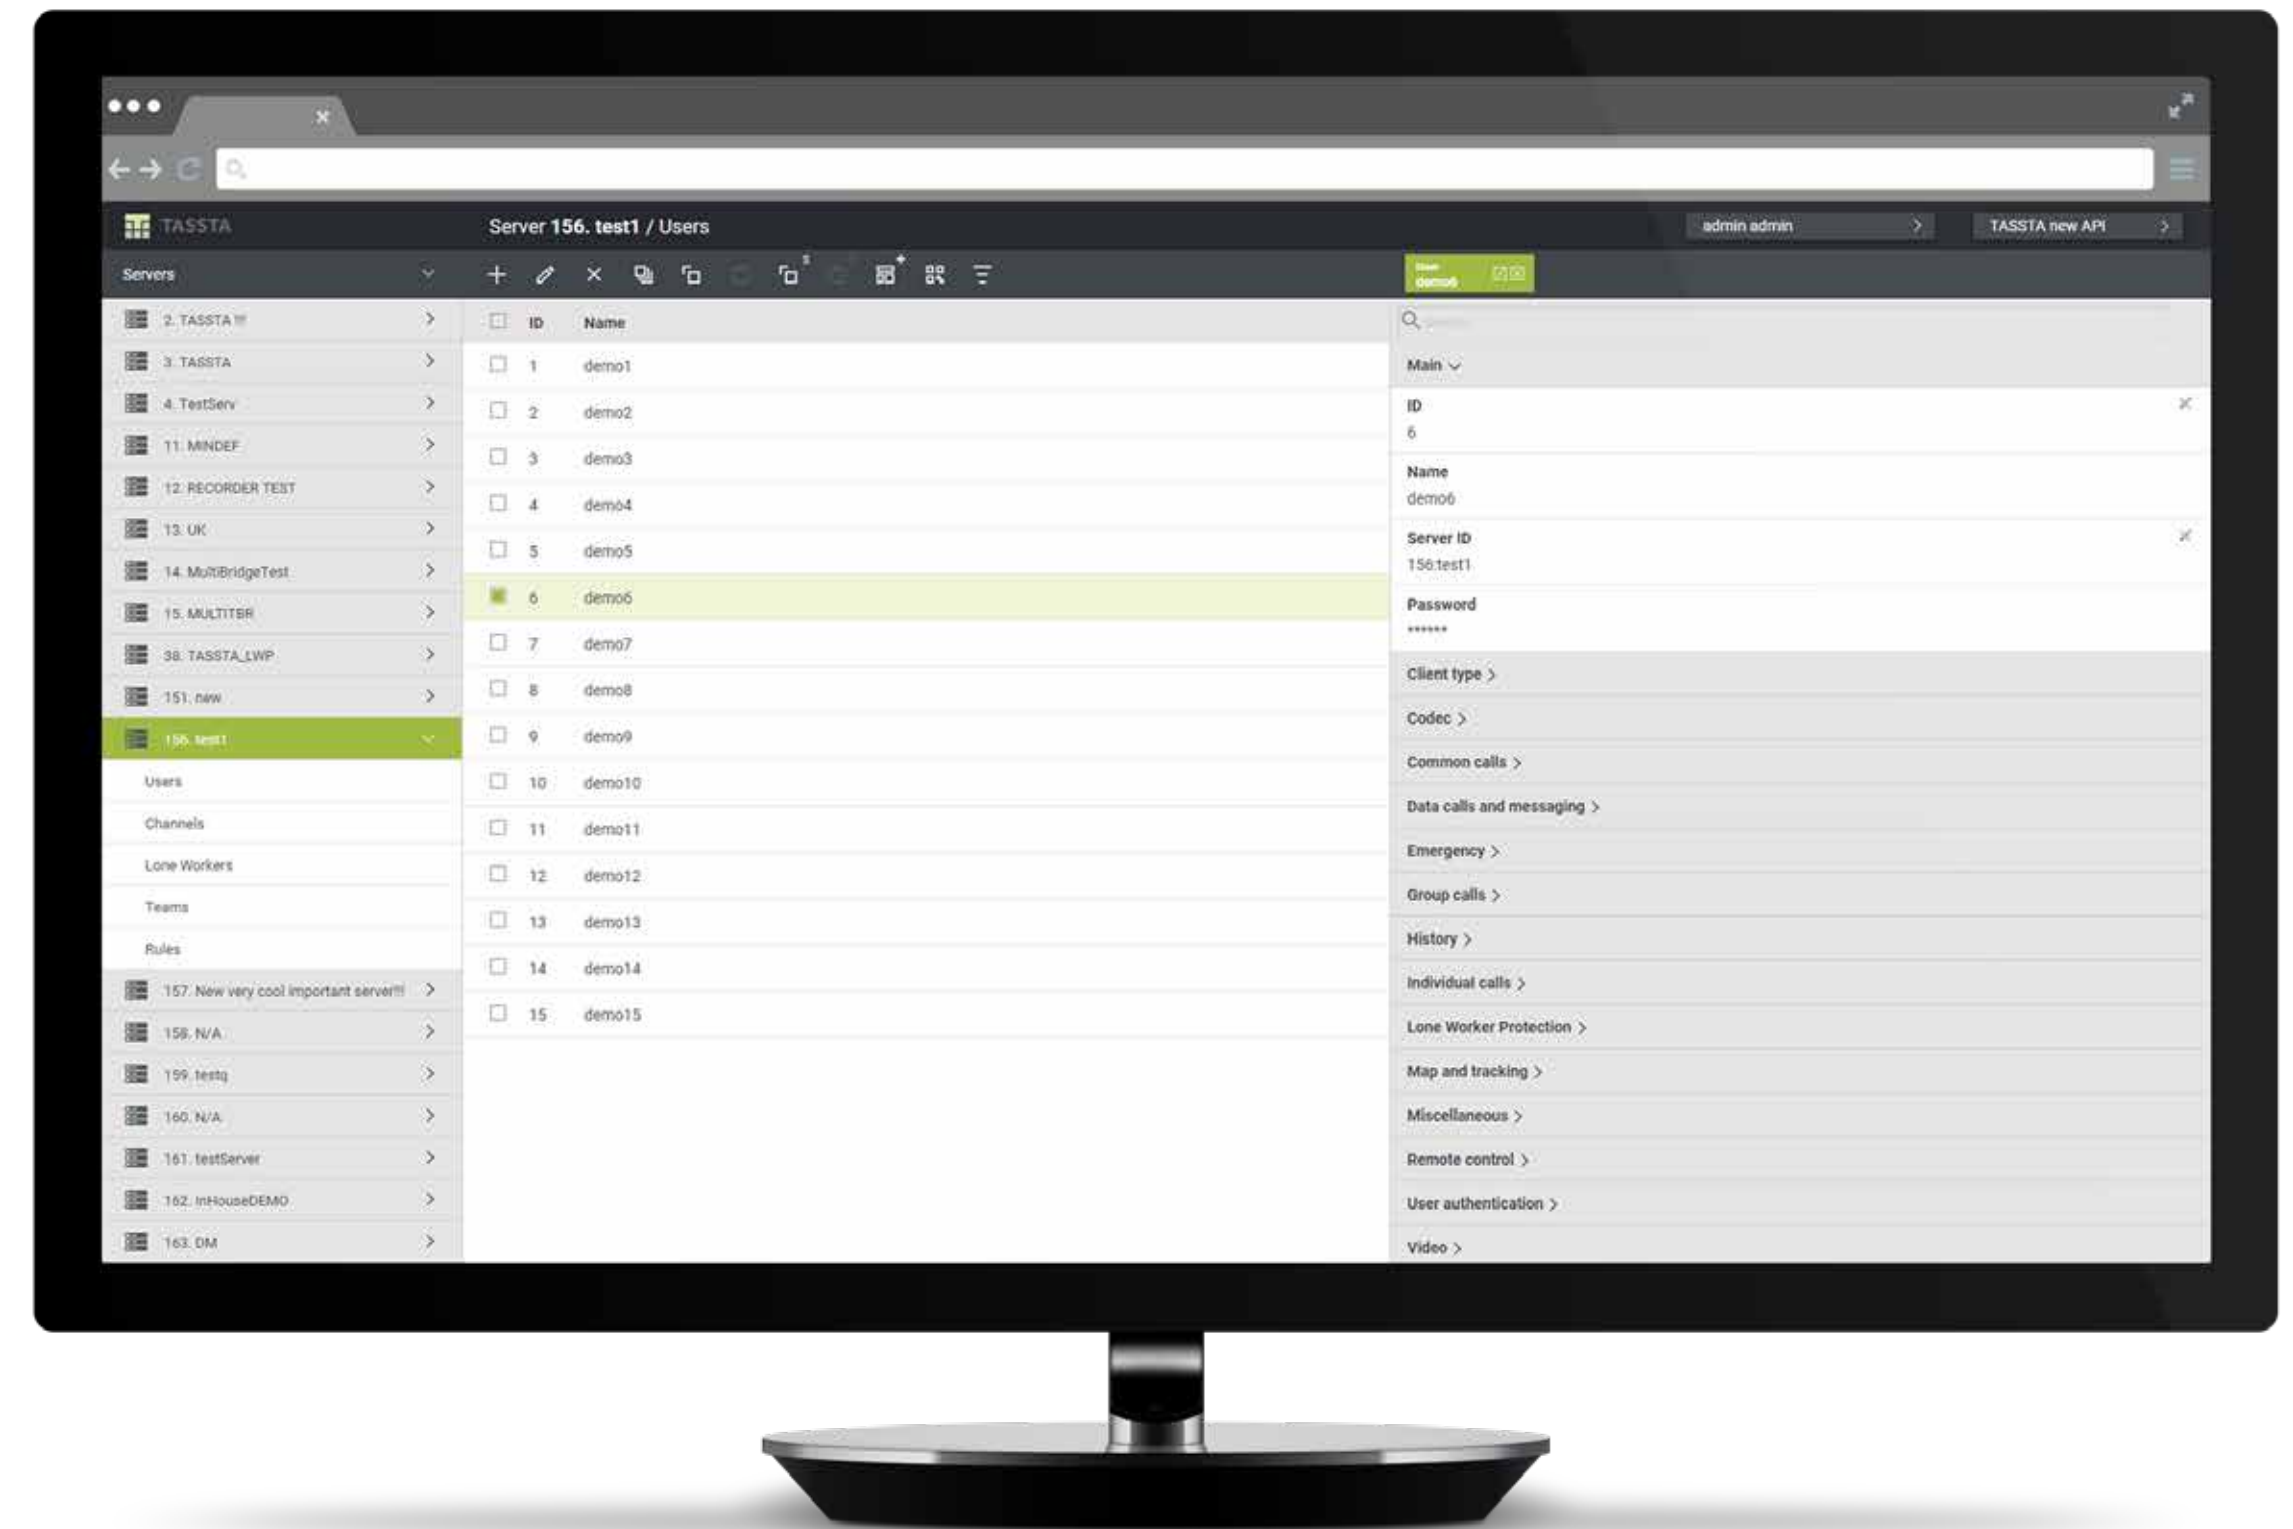 TASSTA
Server 156. test1 / Users
admin admin
TASSTA new API
Servers
demo6
2. TASSTA !!!
3. TASSTA
4. TestServ
11. MINDEF
12. RECORDER TEST
13. UK
14. MultiBridgeTest
15. MULTITBR
38. TASSTA_LWP
151. new
156. test1
Users
Channels
Lone Workers
Teams
Rules
157. New very cool important server!!!
158. N/A
159. testq
160. N/A
161. testServer
162. InHouseDEMO
163. DM
ID Name
1 demo1
2 demo2
3 demo3
4 demo4
5 demo5
6 demo6
7 demo7
8 demo8
9 demo9
10 demo10
11 demo11
12 demo12
13 demo13
14 demo14
15 demo15
Main
ID
6
Name
demo6
Server ID
156:test1
Password
******
Client type
Codec
Common calls
Data calls and messaging
Emergency
Group calls
History
Individual calls
Lone Worker Protection
Map and tracking
Miscellaneous
Remote control
User authentication
Video